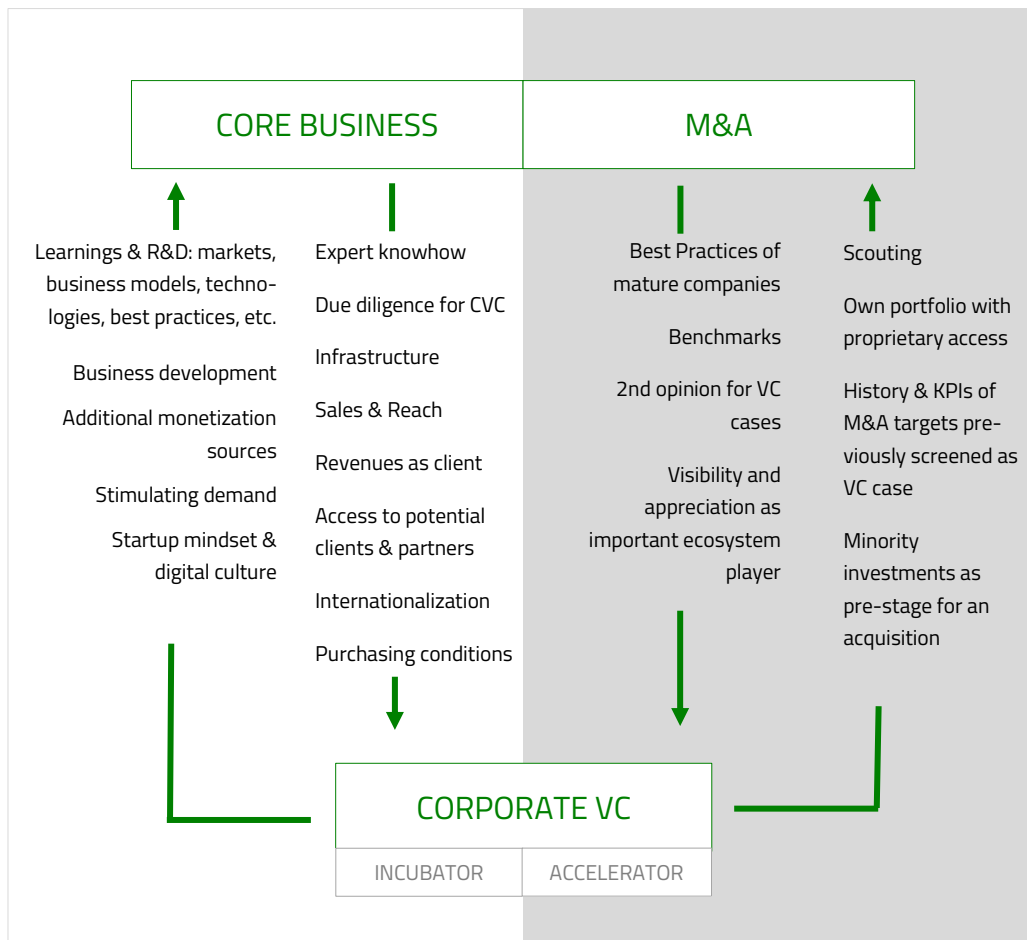 CORE BUSINESS
M&A
Learnings & R&D: markets,
business models, techno-
logies, best practices, etc.
Business development
Additional monetization
sources
Stimulating demand
Startup mindset &
digital culture
Expert knowhow
Due diligence for CVC
Infrastructure
Sales & Reach
Revenues as client
Access to potential
clients & partners
Internationalization
Purchasing conditions
Best Practices of
mature companies
Benchmarks
2nd opinion for VC
cases
Visibility and
appreciation as
important ecosystem
player
Scouting
Own portfolio with
proprietary access
History & KPIs of
M&A targets pre-
viously screened as
VC case
Minority
investments as
pre-stage for an
acquisition
CORPORATE VC
INCUBATOR
ACCELERATOR